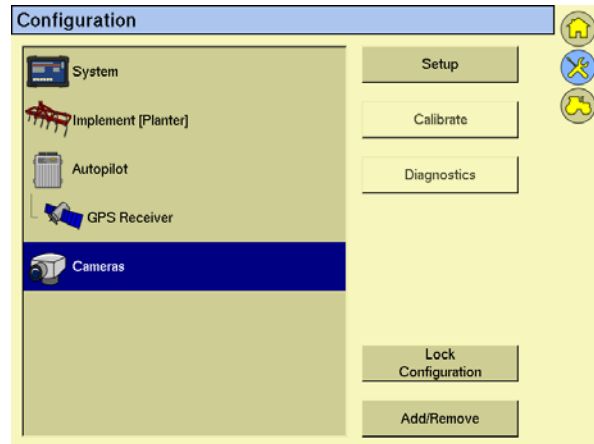 Configuration
System
Setup
Implement [Planter]
Calibrate
Autopilot
Diagnostics
GPS Receiver
Cameras
Lock
Configuration
Add/Remove